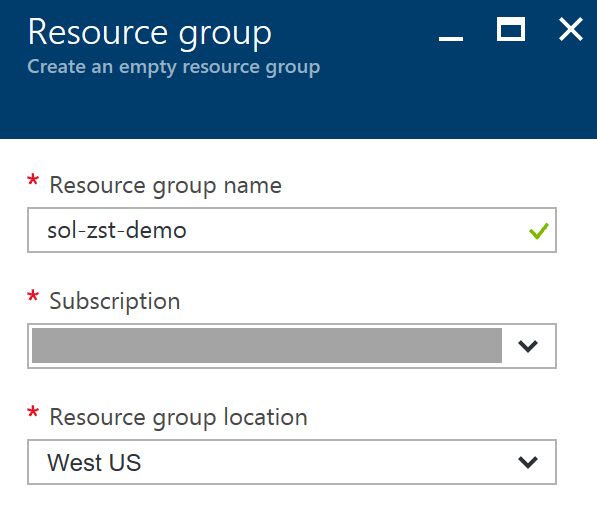 Resource group
Create an empty resource group
* Resource group name
sol-zst-demo
* Subscription
* Resource group location
West US